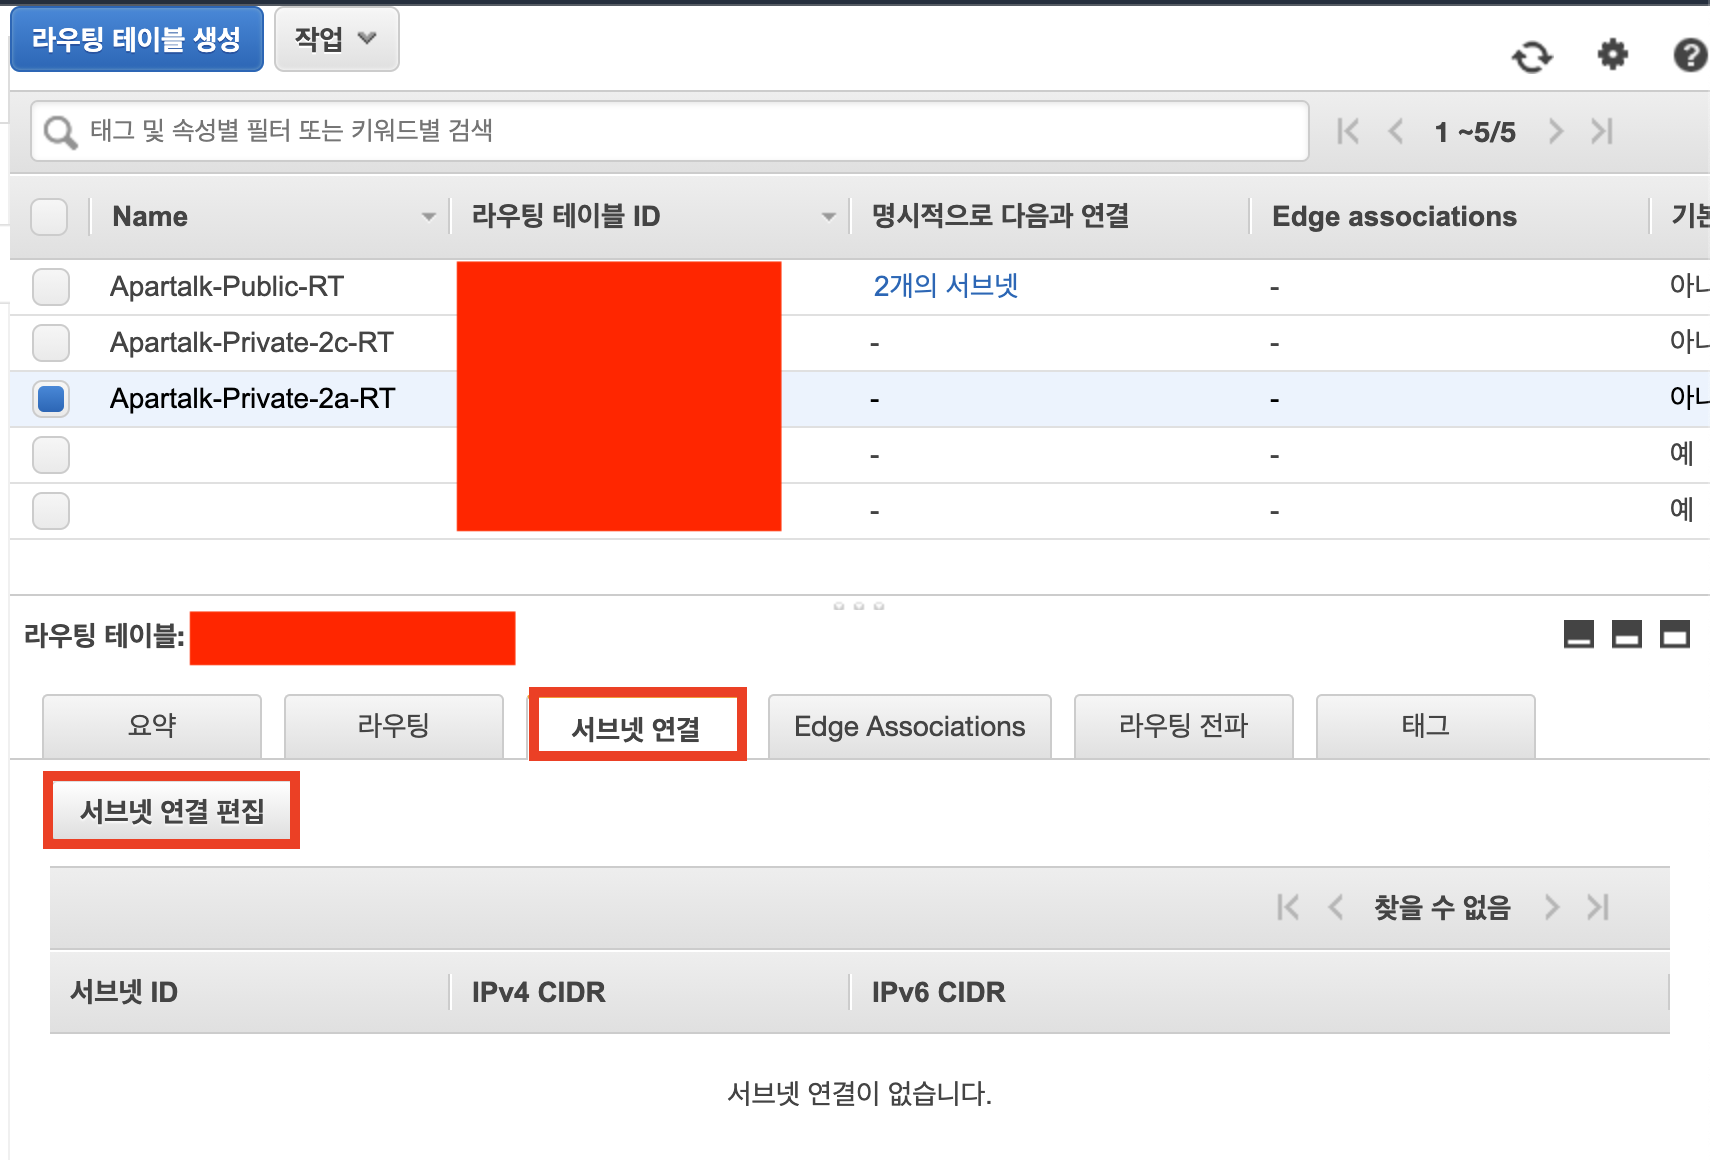 라우팅 테이블 생성 작업
태그 및 속성별 필터 또는 키워드별 검색 1 ~5/5
Name 라우팅 테이블 ID 명시적으로 다음과 연결 Edge associations 기본
Apartalk-Public-RT 2개의 서브넷 - 아니
Apartalk-Private-2c-RT - - 아니
Apartalk-Private-2a-RT - - 아니
- - 예
- - 예
라우팅 테이블:
요약 라우팅 서브넷 연결 Edge Associations 라우팅 전파 태그
서브넷 연결 편집
찾을 수 없음
서브넷 ID IPv4 CIDR IPv6 CIDR
서브넷 연결이 없습니다.